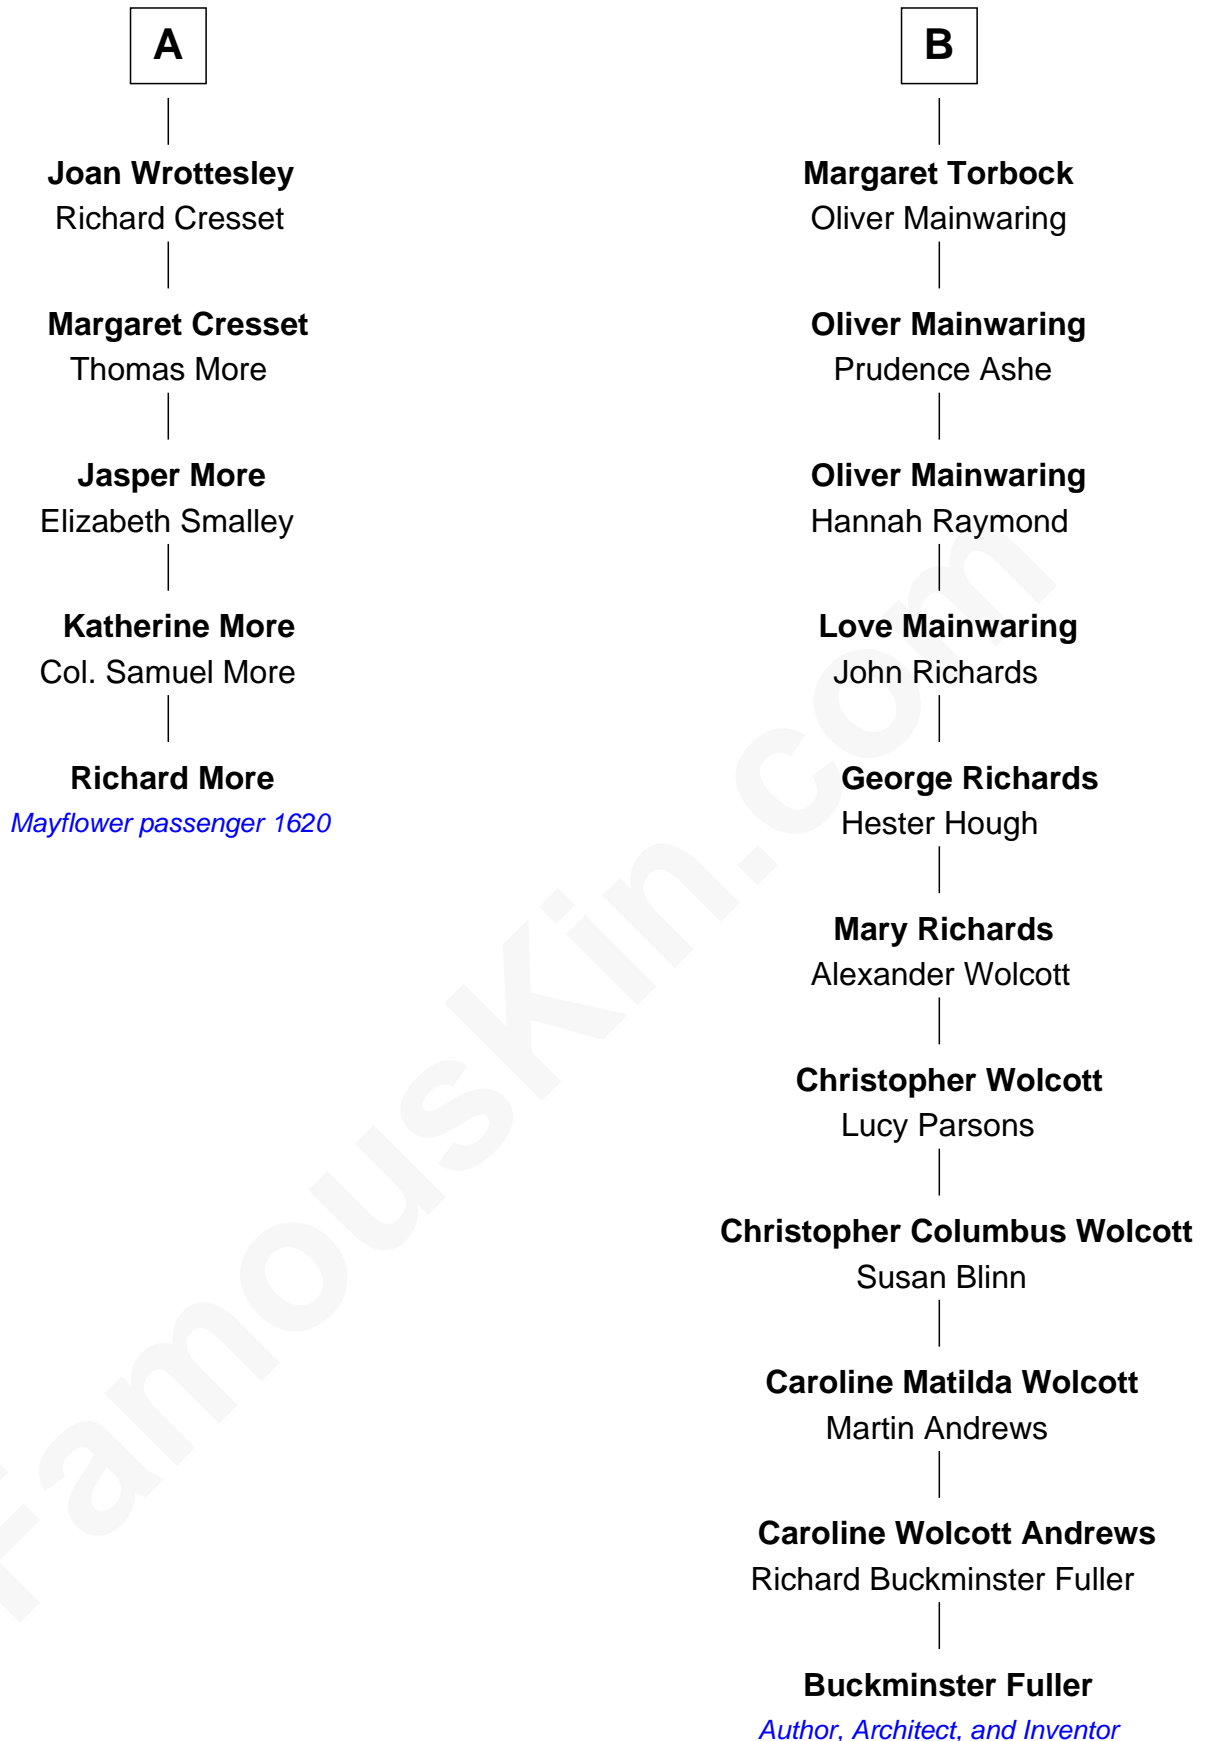 A
Joan Wrottesley
Richard Cresset
Margaret Cresset
Thomas More
Jasper More
Elizabeth Smalley
Katherine More
Col. Samuel More
Richard More
Mayflower passenger 1620
B
Margaret Torbock
Oliver Mainwaring
Oliver Mainwaring
Prudence Ashe
Oliver Mainwaring
Hannah Raymond
Love Mainwaring
John Richards
George Richards
Hester Hough
Mary Richards
Alexander Wolcott
Christopher Wolcott
Lucy Parsons
Christopher Columbus Wolcott
Susan Blinn
Caroline Matilda Wolcott
Martin Andrews
Caroline Wolcott Andrews
Richard Buckminster Fuller
Buckminster Fuller
Author, Architect, and Inventor
FamousKin.com